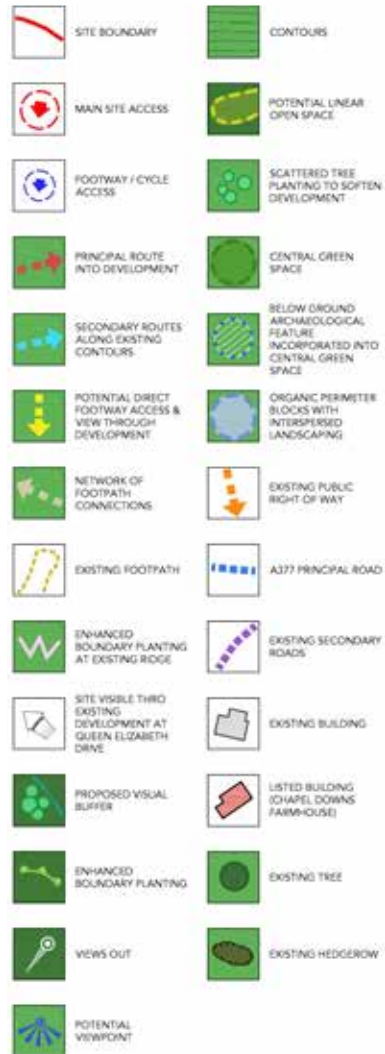 SITE BOUNDARY
MAIN SITE ACCESS
FOOTWAY / CYCLE
ACCESS
PRINCIPAL ROUTE
INTO DEVELOPMENT
SECONDARY ROUTES
ALONG EXISTING
CONTOURS
POTENTIAL DIRECT
FOOTWAY ACCESS &
VIEW THROUGH
DEVELOPMENT
NETWORK OF
FOOTPATH
CONNECTIONS
EXISTING FOOTPATH
ENHANCED
BOUNDARY PLANTING
AT EXISTING RIDGE
SITE VISIBLE THRO
EXISTING
DEVELOPMENT AT
QUEEN ELIZABETH
DRIVE
PROPOSED VISUAL
BUFFER
ENHANCED
BOUNDARY PLANTING
VIEWS OUT
POTENTIAL
VIEWPOINT
CONTOURS
POTENTIAL LINEAR
OPEN SPACE
SCATTERED TREE
PLANTING TO SOFTEN
DEVELOPMENT
CENTRAL GREEN
SPACE
BELOW GROUND
ARCHAEOLOGICAL
FEATURE
INCORPORATED INTO
CENTRAL GREEN
SPACE
ORGANIC PERIMETER
BLOCKS WITH
INTERSPERSED
LANDSCAPING
EXISTING PUBLIC
RIGHT OF WAY
A377 PRINCIPAL ROAD
EXISTING SECONDARY
ROADS
EXISTING BUILDING
LISTED BUILDING
(CHAPEL DOWNS
FARMHOUSE)
EXISTING TREE
EXISTING HEDGEROW